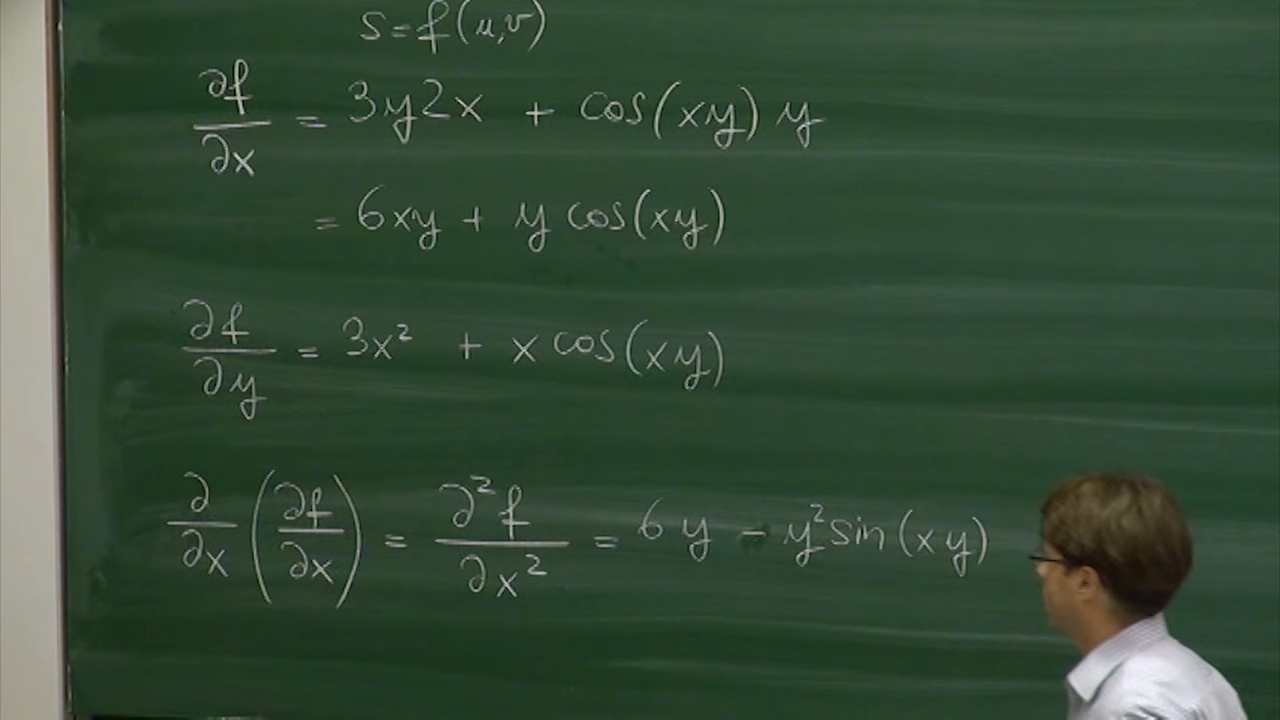 s = f(u,v)
∂f/∂x = 3y2x + cos(xy) y
= 6xy + y cos(xy)
∂f/∂y = 3x² + x cos(xy)
∂/∂x (∂f/∂x) = ∂²f/∂x² = 6y - y² sin(xy)